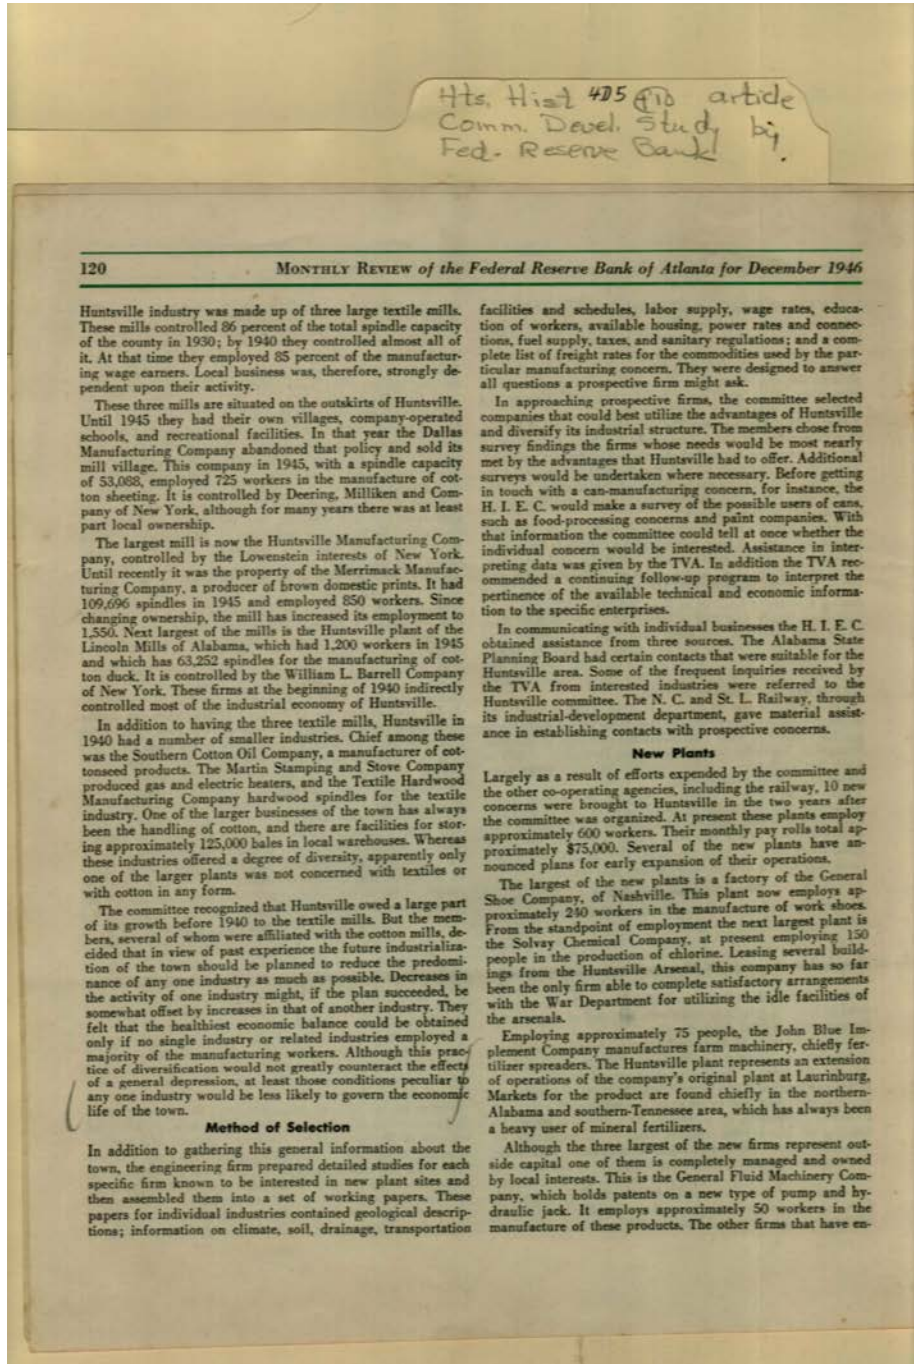 Hts. Hist 4D5 article
Comm. Devel. Study by
Fed. Reserve Bank.
120 MONTHLY REVIEW of the Federal Reserve Bank of Atlanta for December 1946
Huntsville industry was made up of three large textile mills.
These mills controlled 86 percent of the total spindle capacity
of the county in 1930; by 1940 they controlled almost all of
it. At that time they employed 85 percent of the manufactur-
ing wage earners. Local business was, therefore, strongly de-
pendent upon their activity.
These three mills are situated on the outskirts of Huntsville.
Until 1945 they had their own villages, company-operated
schools, and recreational facilities. In that year the Dallas
Manufacturing Company abandoned that policy and sold its
mill village. This company in 1945, with a spindle capacity
of 53,088, employed 725 workers in the manufacture of cot-
ton sheeting. It is controlled by Deering, Milliken and Com-
pany of New York, although for many years there was at least
part local ownership.
The largest mill is now the Huntsville Manufacturing Com-
pany, controlled by the Lowenstein interests of New York.
Until recently it was the property of the Merrimack Manufac-
turing Company, a producer of brown domestic prints. It had
109,696 spindles in 1945 and employed 850 workers. Since
changing ownership, the mill has increased its employment to
1,550. Next largest of the mills is the Huntsville plant of the
Lincoln Mills of Alabama, which had 1,200 workers in 1945
and which has 63,252 spindles for the manufacturing of cot-
ton duck. It is controlled by the William L. Barrell Company
of New York. These firms at the beginning of 1940 indirectly
controlled most of the industrial economy of Huntsville.
In addition to having the three textile mills, Huntsville in
1940 had a number of smaller industries. Chief among these
was the Southern Cotton Oil Company, a manufacturer of cot-
tonseed products. The Martin Stamping and Stove Company
produced gas and electric heaters, and the Textile Hardwood
Manufacturing Company hardwood spindles for the textile
industry. One of the larger businesses of the town has always
been the handling of cotton, and there are facilities for stor-
ing approximately 125,000 bales in local warehouses. Whereas
these industries offered a degree of diversity, apparently only
one of the larger plants was not concerned with textiles or
with cotton in any form.
The committee recognized that Huntsville owed a large part
of its growth before 1940 to the textile mills. But the mem-
bers, several of whom were affiliated with the cotton mills, de-
cided that in view of past experience the future industrializa-
tion of the town should be planned to reduce the predomi-
nance of any one industry as much as possible. Decreases in
the activity of one industry might, if the plan succeeded, be
somewhat offset by increases in that of another industry. They
felt that the healthiest economic balance could be obtained
only if no single industry or related industries employed a
majority of the manufacturing workers. Although this prac-
tice of diversification would not greatly counteract the effects
of a general depression, at least those conditions peculiar to
any one industry would be less likely to govern the economic
life of the town.
Method of Selection
In addition to gathering this general information about the
town, the engineering firm prepared detailed studies for each
specific firm known to be interested in new plant sites and
then assembled them into a set of working papers. These
papers for individual industries contained geological descrip-
tions; information on climate, soil, drainage, transportation
facilities and schedules, labor supply, wage rates, educa-
tion of workers, available housing, power rates and connec-
tions, fuel supply, taxes, and sanitary regulations; and a com-
plete list of freight rates for the commodities used by the par-
ticular manufacturing concern. They were designed to answer
all questions a prospective firm might ask.
In approaching prospective firms, the committee selected
companies that could best utilize the advantages of Huntsville
and diversify its industrial structure. The members chose from
survey findings the firms whose needs would be most nearly
met by the advantages that Huntsville had to offer. Additional
surveys would be undertaken where necessary. Before getting
in touch with a can-manufacturing concern, for instance, the
H. I. E. C. would make a survey of the possible users of cans,
such as food-processing concerns and paint companies. With
that information the committee could tell at once whether the
individual concern would be interested. Assistance in inter-
preting data was given by the TVA. In addition the TVA rec-
ommended a continuing follow-up program to interpret the
pertinence of the available technical and economic informa-
tion to the specific enterprises.
In communicating with individual businesses the H. I. E. C.
obtained assistance from three sources. The Alabama State
Planning Board had certain contacts that were suitable for the
Huntsville area. Some of the frequent inquiries received by
the TVA from interested industries were referred to the
Huntsville committee. The N. C. and St. L. Railway, through
its industrial-development department, gave material assist-
ance in establishing contacts with prospective concerns.
New Plants
Largely as a result of efforts expended by the committee and
the other co-operating agencies, including the railway, 10 new
concerns were brought to Huntsville in the two years after
the committee was organized. At present these plants employ
approximately 600 workers. Their monthly pay rolls total ap-
proximately $75,000. Several of the new plants have an-
nounced plans for early expansion of their operations.
The largest of the new plants is a factory of the General
Shoe Company, of Nashville. This plant now employs ap-
proximately 240 workers in the manufacture of work shoes.
From the standpoint of employment the next largest plant is
the Solvay Chemical Company, at present employing 150
people in the production of chlorine. Leasing several build-
ings from the Huntsville Arsenal, this company has so far
been the only firm able to complete satisfactory arrangements
with the War Department for utilizing the idle facilities of
the arsenals.
Employing approximately 75 people, the John Blue Im-
plement Company manufactures farm machinery, chiefly fer-
tilizer spreaders. The Huntsville plant represents an extension
of operations of the company's original plant at Laurinburg.
Markets for the product are found chiefly in the northern-
Alabama and southern-Tennessee area, which has always been
a heavy user of mineral fertilizers.
Although the three largest of the new firms represent out-
side capital one of them is completely managed and owned
by local interests. This is the General Fluid Machinery Com-
pany, which holds patents on a new type of pump and hy-
draulic jack. It employs approximately 50 workers in the
manufacture of these products. The other firms that have en-